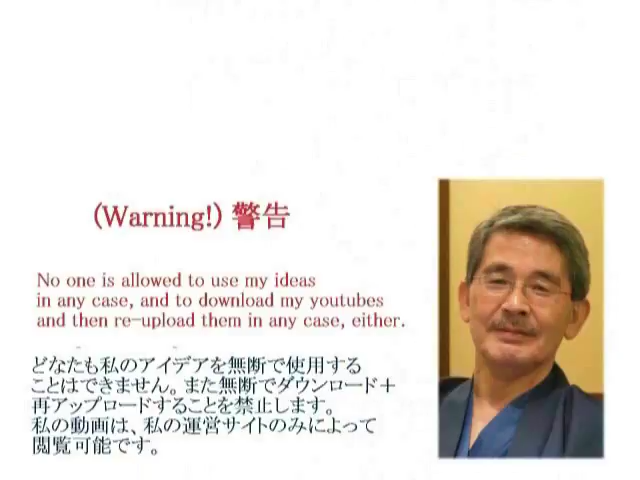 (Warning!) 警告
No one is allowed to use my ideas
in any case, and to download my youtubes
and then re-upload them in any case, either.
どなたも私のアイデアを無断で使用する
ことはできません。また無断でダウンロード＋
再アップロードすることを禁止します。
私の動画は、私の運営サイトのみによって
閲覧可能です。